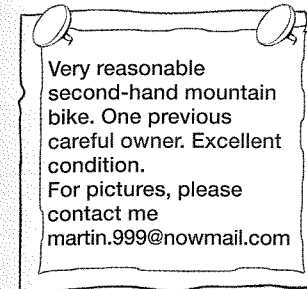 Very reasonable
second-hand mountain
bike. One previous
careful owner. Excellent
condition.
For pictures, please
contact me
martin.999@nowmail.com